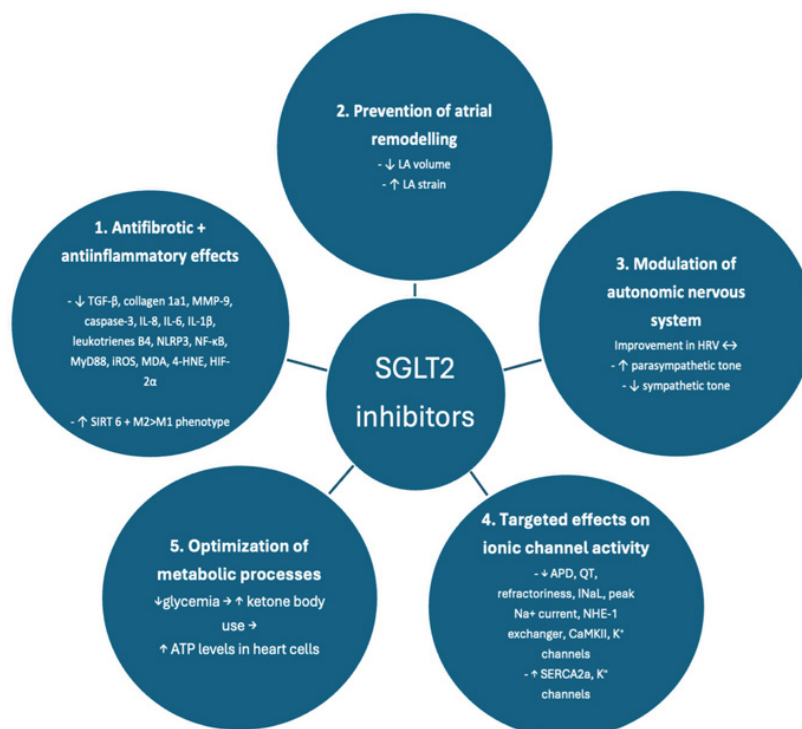 2. Prevention of atrial
remodelling
- ↓ LA volume
- ↑ LA strain
1. Antifibrotic +
antiinflammatory effects
- ↓ TGF-β, collagen 1a1, MMP-9,
caspase-3, IL-8, IL-6, IL-1β,
leukotrienes B4, NLRP3, NF-κB,
MyD88, iROS, MDA, 4-HNE, HIF-
2α
- ↑ SIRT 6 + M2>M1 phenotype
3. Modulation of
autonomic nervous
system
Improvement in HRV ↔
- ↑ parasympathetic tone
- ↓ sympathetic tone
SGLT2
inhibitors
5. Optimization of
metabolic processes
↓glycemia → ↑ ketone body
use →
↑ ATP levels in heart cells
4. Targeted effects on
ionic channel activity
- ↓ APD, QT,
refractoriness, INaL, peak
Na+ current, NHE-1
exchanger, CaMKII, K⁺
channels
- ↑ SERCA2a, K⁺
channels